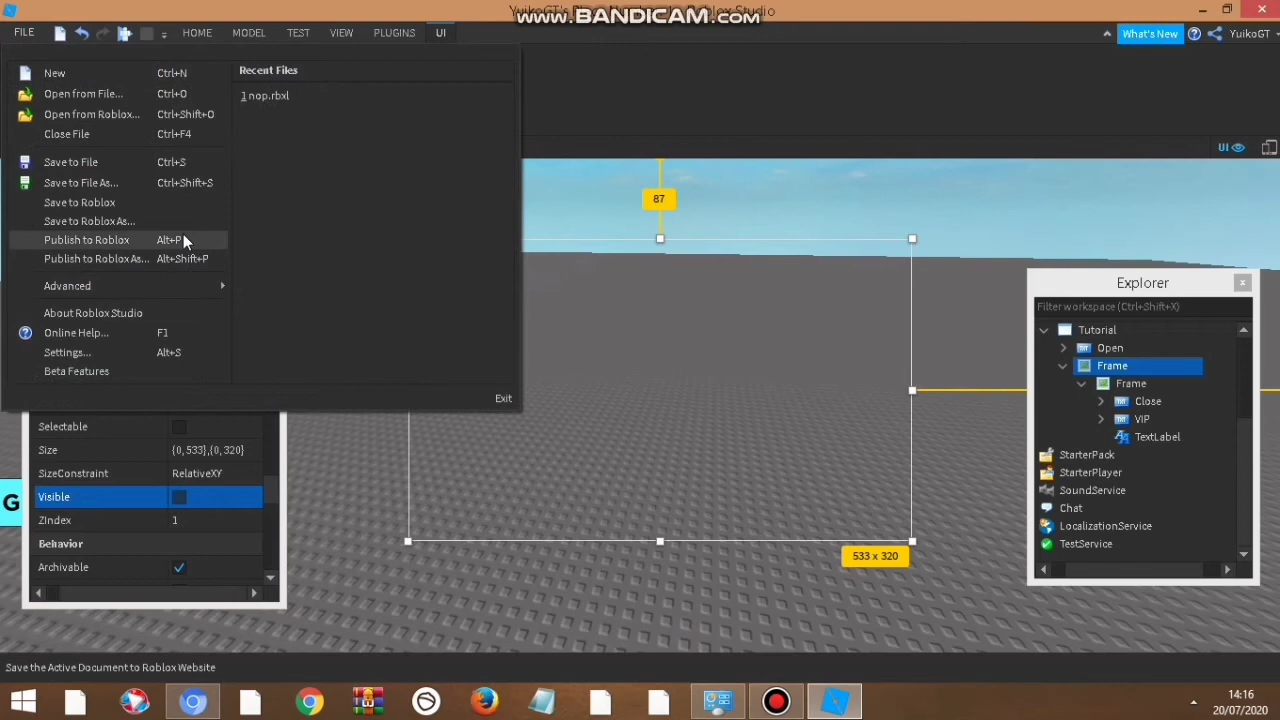 www.BANDICAM.com
Roblox Studio
FILE HOME MODEL TEST VIEW PLUGINS UI What's New YuikoGT
New Ctrl+N
Open from File... Ctrl+O
Open from Roblox... Ctrl+Shift+O
Close File Ctrl+F4
Save to File Ctrl+S
Save to File As... Ctrl+Shift+S
Save to Roblox
Save to Roblox As...
Publish to Roblox Alt+P
Publish to Roblox As... Alt+Shift+P
Advanced
About Roblox Studio
Online Help... F1
Settings... Alt+S
Beta Features
Recent Files
1 nop.rbxl
Exit
UI
87
533 x 320
Selectable
Size {0, 533},{0, 320}
SizeConstraint RelativeXY
Visible
ZIndex 1
Behavior
Archivable
G
Explorer
Filter workspace (Ctrl+Shift+X)
Tutorial
Open
Frame
Frame
Close
VIP
TextLabel
StarterPack
StarterPlayer
SoundService
Chat
LocalizationService
TestService
Save the Active Document to Roblox Website
14:16
20/07/2020